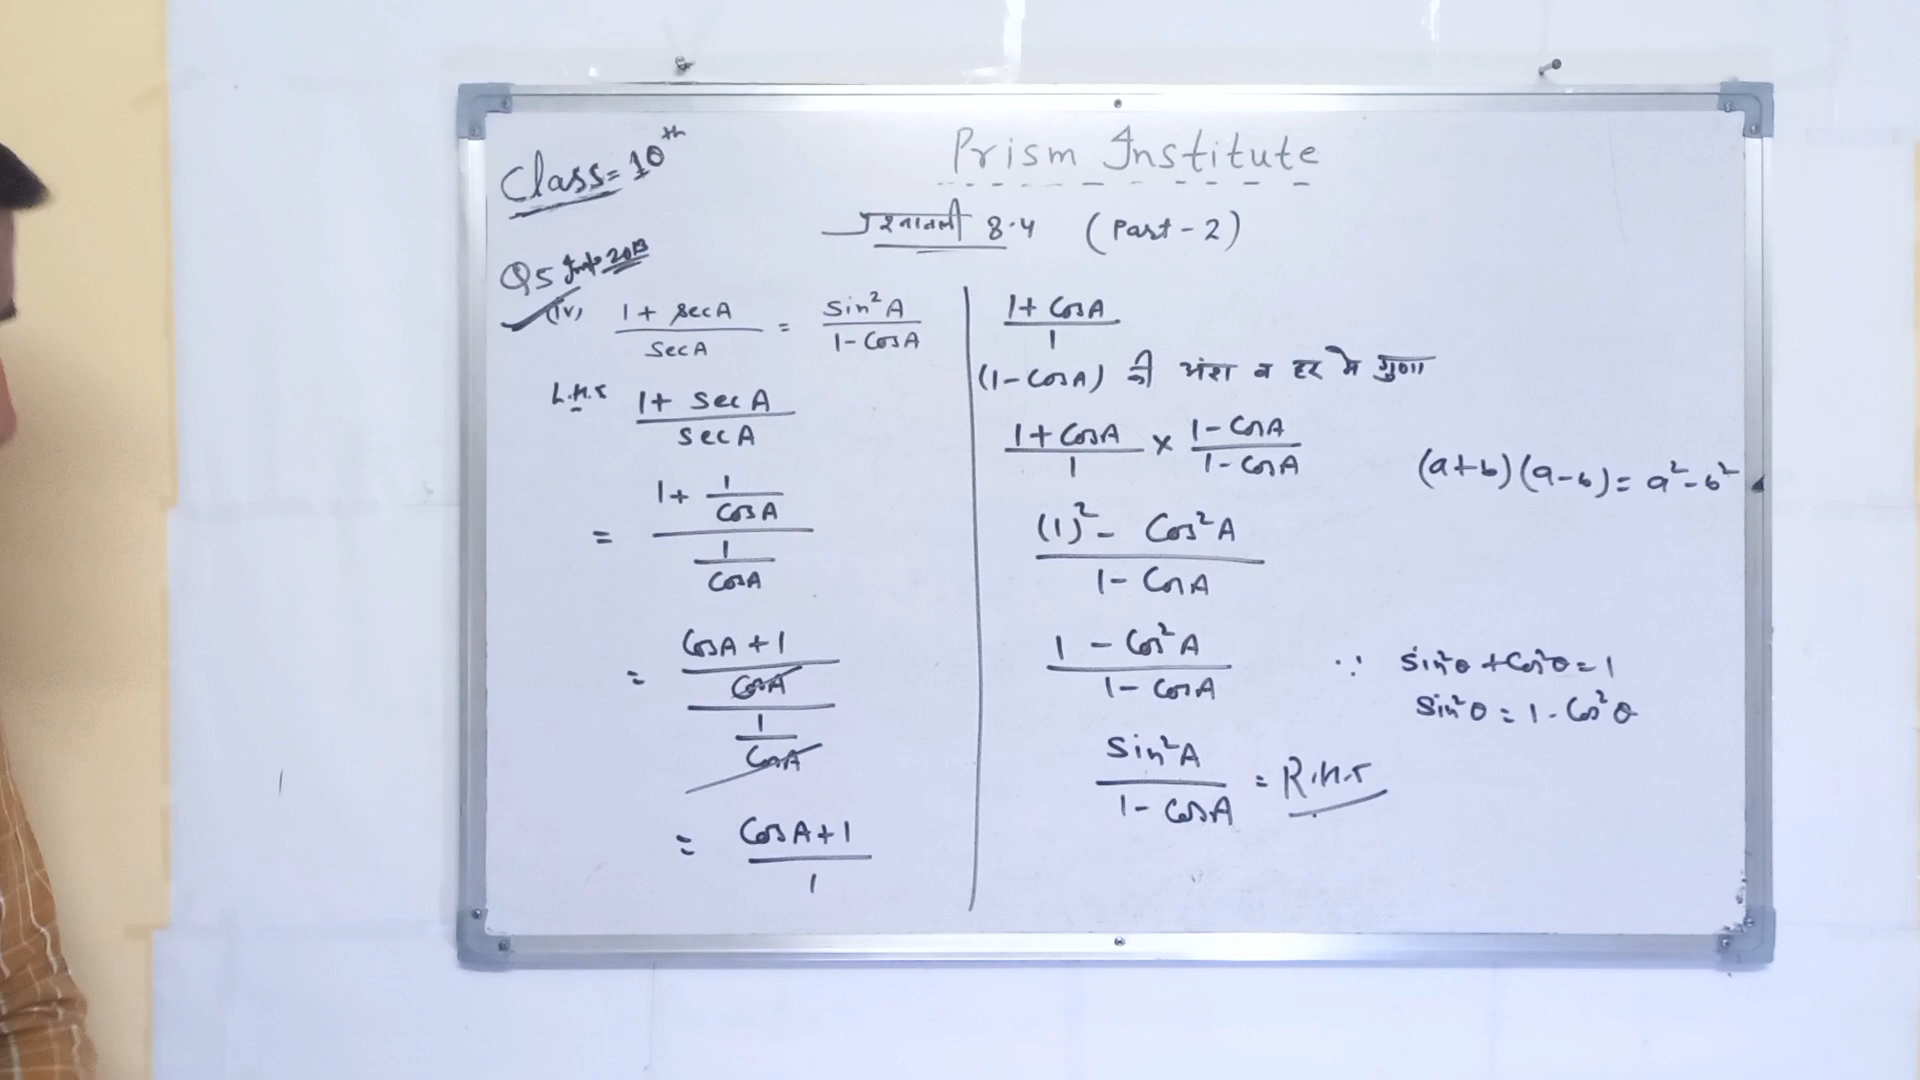 Class = 10th
Prism Institute
प्रश्नावली 8.4 (Part - 2)
Q5 Imp 2013
(iv) (1 + secA)/(SecA) = (Sin²A)/(1 - CosA)
L.H.S (1 + SecA)/(SecA)
= (1 + 1/CosA)/(1/CosA)
= ((CosA + 1)/CosA)/(1/CosA)
= (CosA + 1)/1
(1 + CosA)/1
(1 - CosA) की अंश व हर मे गुणा
(1 + CosA)/1 × (1 - CosA)/(1 - CosA)
(a+b)(a-b) = a² - b²
((1)² - Cos²A)/(1 - CosA)
(1 - Cos²A)/(1 - CosA)
∵ Sin²θ + Cos²θ = 1
Sin²θ = 1 - Cos²θ
(Sin²A)/(1 - CosA) = R.H.S